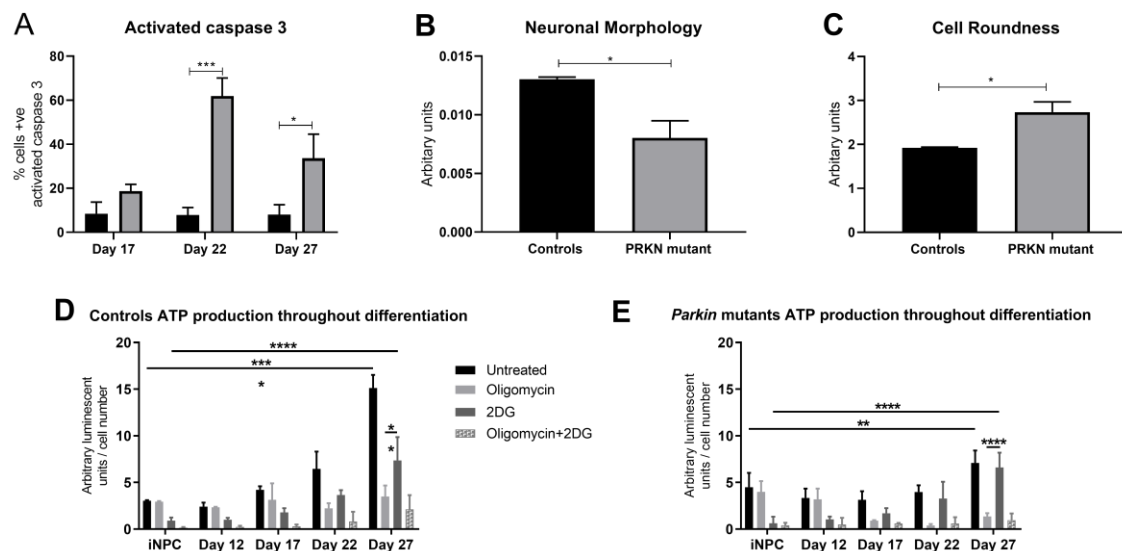 A
Activated caspase 3
% cells +ve
activated caspase 3
80
60
40
20
0
***
*
Day 17
Day 22
Day 27
B
Neuronal Morphology
Arbitary units
0.015
0.010
0.005
0.000
*
Controls
PRKN mutant
C
Cell Roundness
Arbitary units
4
3
2
1
0
*
Controls
PRKN mutant
D
Controls ATP production throughout differentiation
Arbitrary luminescent
units / cell number
20
15
10
5
0
****
***
*
*
*
iNPC
Day 12
Day 17
Day 22
Day 27
Untreated
Oligomycin
2DG
Oligomycin+2DG
E
Parkin mutants ATP production throughout differentiation
Arbitrary luminescent
units / cell number
20
15
10
5
0
****
**
****
iNPC
Day 12
Day 17
Day 22
Day 27